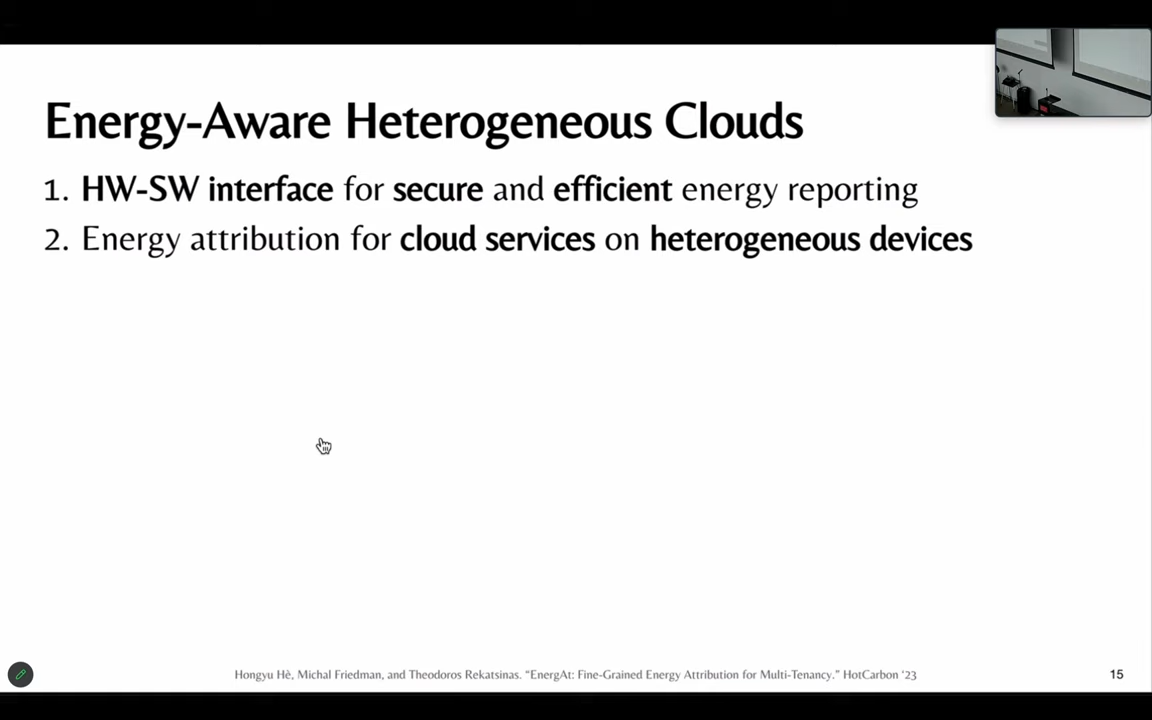 Energy-Aware Heterogeneous Clouds
1. HW-SW interface for secure and efficient energy reporting
2. Energy attribution for cloud services on heterogeneous devices
Hongyu Hè, Michal Friedman, and Theodoros Rekatsinas. “EnergAt: Fine-Grained Energy Attribution for Multi-Tenancy.” HotCarbon ’23
15